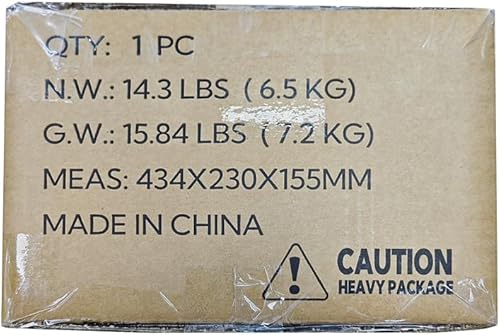 QTY: 1 PC
N.W.: 14.3 LBS ( 6.5 KG)
G.W.: 15.84 LBS ( 7.2 KG)
MEAS: 434X230X155MM
MADE IN CHINA
CAUTION
HEAVY PACKAGE